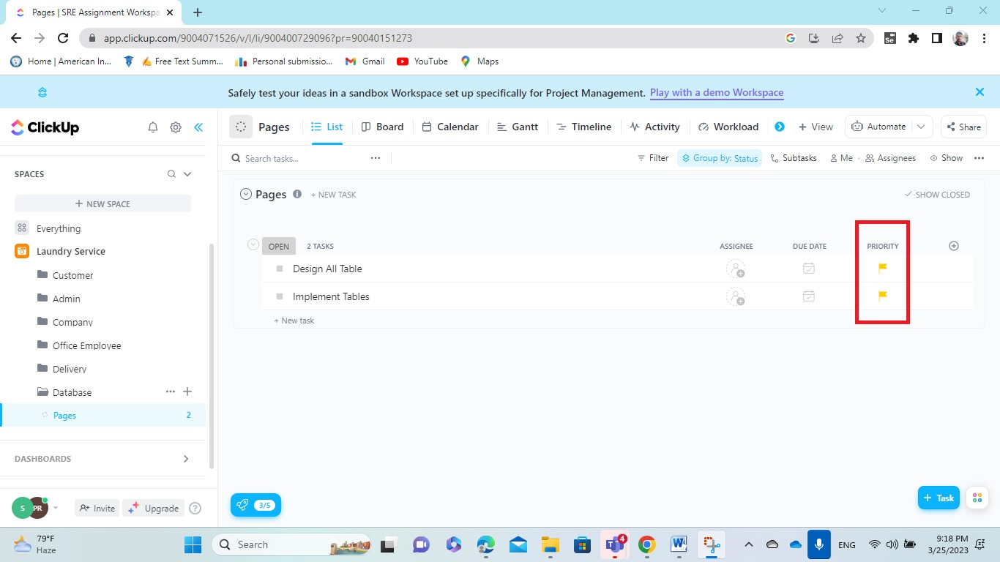 Pages | SRE Assignment Workspa
app.clickup.com/9004071526/v/l/li/900400729096?pr=90040151273
Home | American In... Free Text Summ... Personal submissio... Gmail YouTube Maps
Safely test your ideas in a sandbox Workspace set up specifically for Project Management. Play with a demo Workspace
ClickUp
Pages List Board Calendar Gantt Timeline Activity Workload + View Automate Share
Search tasks... Filter Group by: Status Subtasks Me Assignees Show
SPACES
+ NEW SPACE
Everything
Laundry Service
Customer
Admin
Company
Office Employee
Delivery
Database
Pages 2
DASHBOARDS
S PR Invite Upgrade ?
Pages + NEW TASK SHOW CLOSED
OPEN 2 TASKS ASSIGNEE DUE DATE PRIORITY
Design All Table
Implement Tables
+ New task
3/5
+ Task
79°F
Haze
Search
Se
4
ENG
9:18 PM
3/25/2023